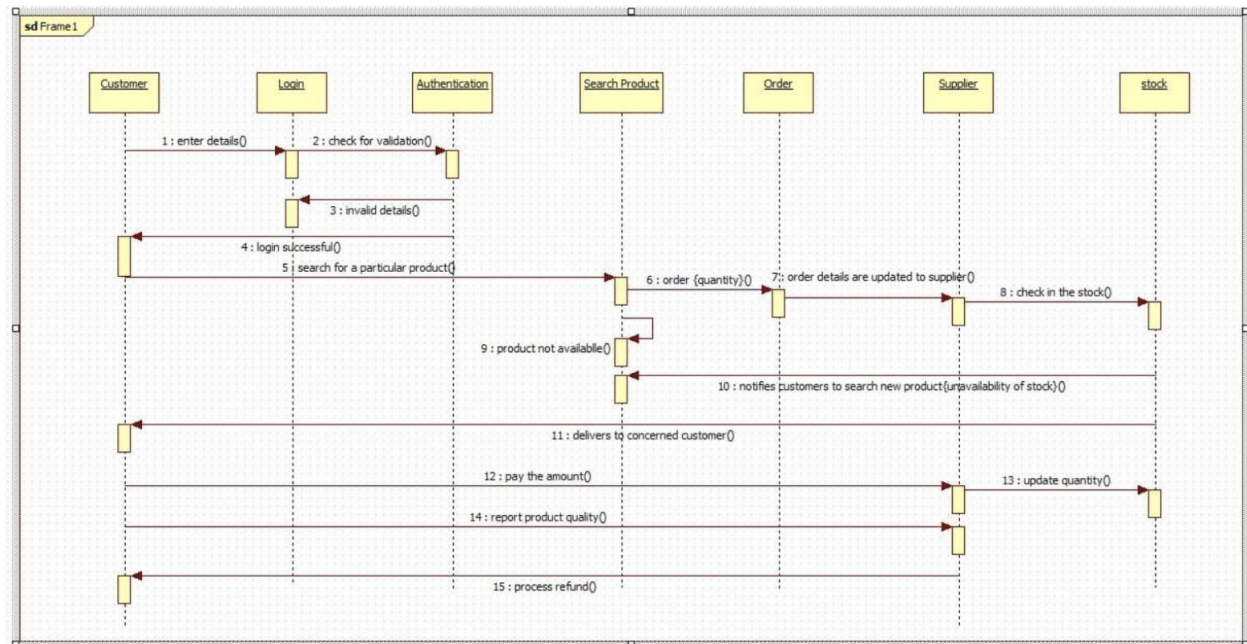 sd Frame1
Customer
Login
Authentication
Search Product
Order
Supplier
stock
1 : enter details()
2 : check for validation()
3 : invalid details()
4 : login successful()
5 : search for a particular product()
6 : order {quantity}()
7 : order details are updated to supplier()
8 : check in the stock()
9 : product not availablle()
10 : notifies customers to search new product{unavailability of stock}()
11 : delivers to concerned customer()
12 : pay the amount()
13 : update quantity()
14 : report product quality()
15 : process refund()